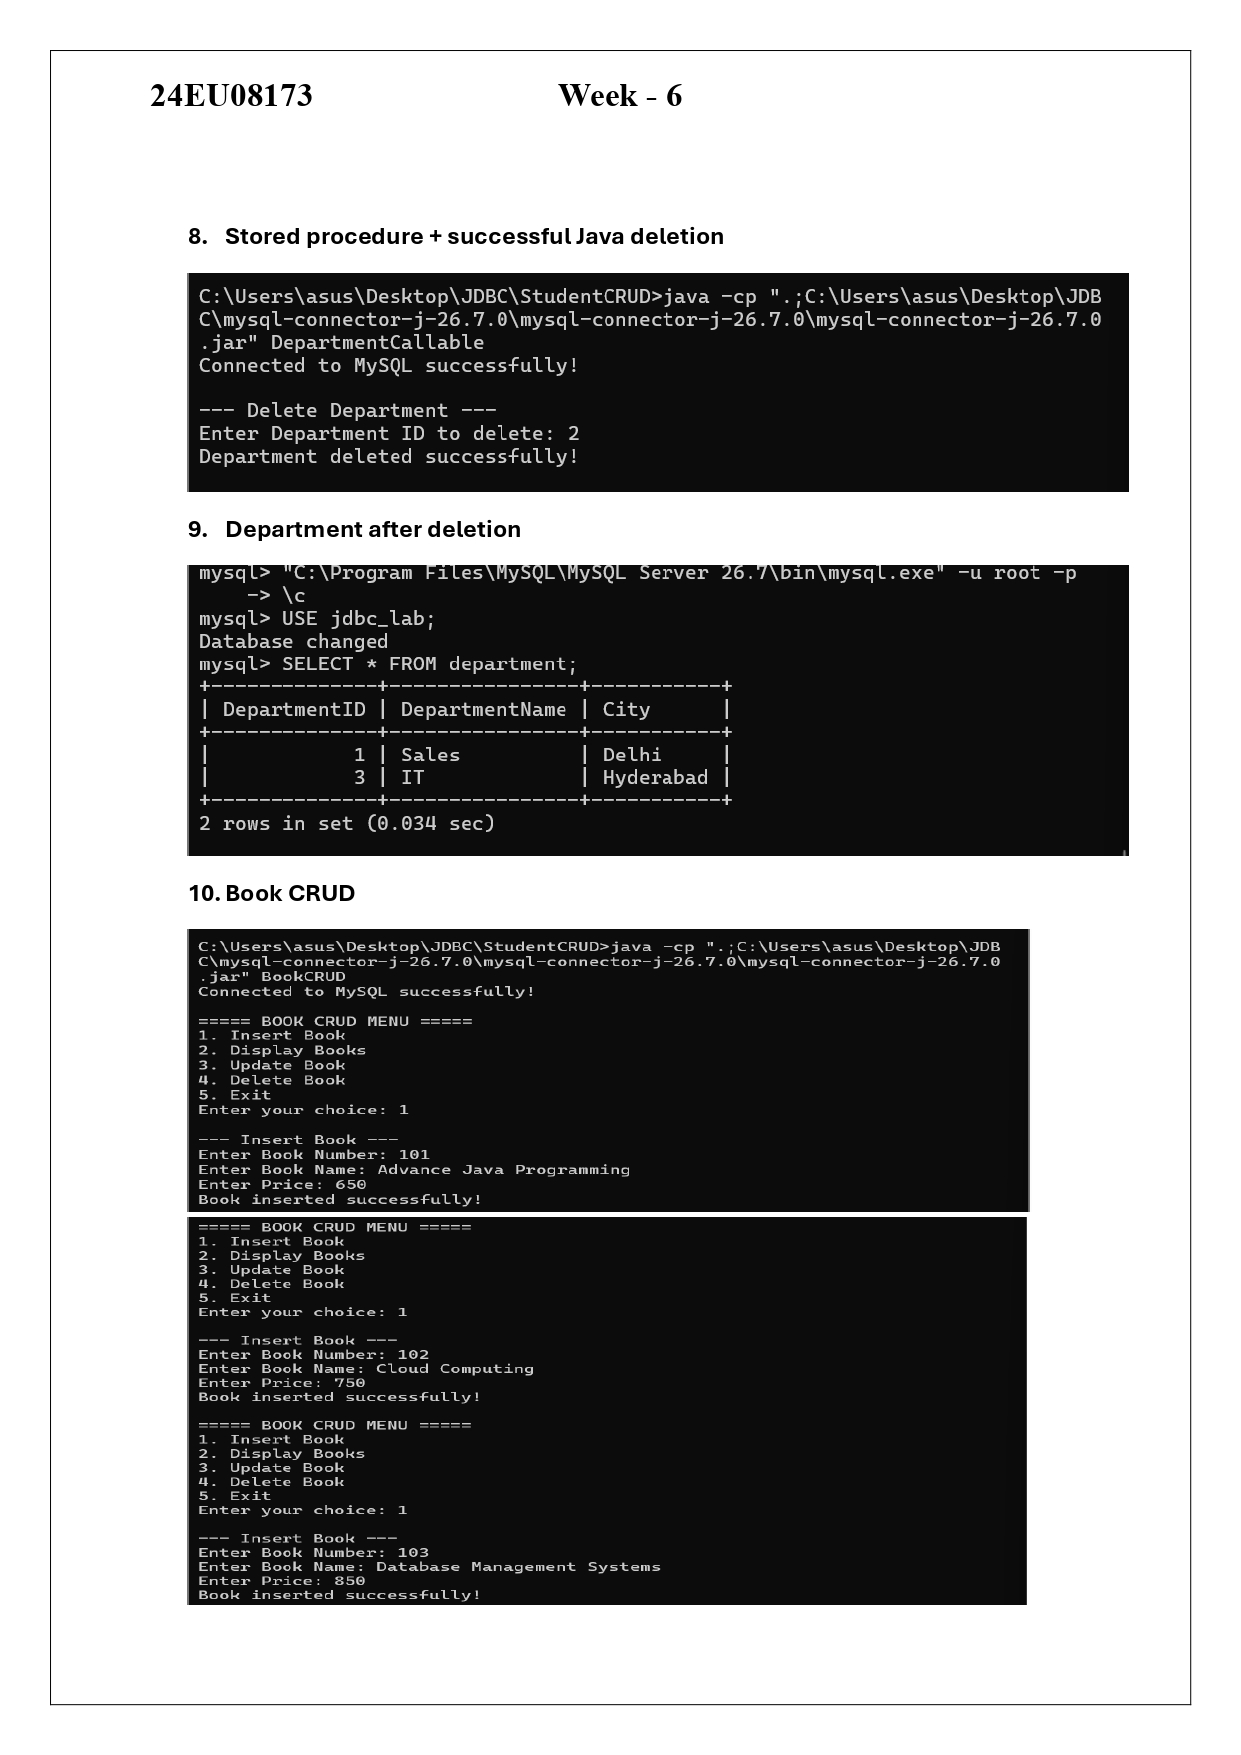 24EU08173 Week - 6
8. Stored procedure + successful Java deletion
C:\Users\asus\Desktop\JDBC\StudentCRUD>java -cp ".;C:\Users\asus\Desktop\JDB
C\mysql-connector-j-26.7.0\mysql-connector-j-26.7.0\mysql-connector-j-26.7.0
.jar" DepartmentCallable
Connected to MySQL successfully!
--- Delete Department ---
Enter Department ID to delete: 2
Department deleted successfully!
9. Department after deletion
mysql> "C:\Program Files\MySQL\MySQL Server 26.7\bin\mysql.exe" -u root -p
    -> \c
mysql> USE jdbc_lab;
Database changed
mysql> SELECT * FROM department;
+--------------+----------------+-----------+
| DepartmentID | DepartmentName | City      |
+--------------+----------------+-----------+
|            1 | Sales          | Delhi     |
|            3 | IT             | Hyderabad |
+--------------+----------------+-----------+
2 rows in set (0.034 sec)
10. Book CRUD
C:\Users\asus\Desktop\JDBC\StudentCRUD>java -cp ".;C:\Users\asus\Desktop\JDB
C\mysql-connector-j-26.7.0\mysql-connector-j-26.7.0\mysql-connector-j-26.7.0
.jar" BookCRUD
Connected to MySQL successfully!
===== BOOK CRUD MENU =====
1. Insert Book
2. Display Books
3. Update Book
4. Delete Book
5. Exit
Enter your choice: 1
--- Insert Book ---
Enter Book Number: 101
Enter Book Name: Advance Java Programming
Enter Price: 650
Book inserted successfully!
===== BOOK CRUD MENU =====
1. Insert Book
2. Display Books
3. Update Book
4. Delete Book
5. Exit
Enter your choice: 1
--- Insert Book ---
Enter Book Number: 102
Enter Book Name: Cloud Computing
Enter Price: 750
Book inserted successfully!
===== BOOK CRUD MENU =====
1. Insert Book
2. Display Books
3. Update Book
4. Delete Book
5. Exit
Enter your choice: 1
--- Insert Book ---
Enter Book Number: 103
Enter Book Name: Database Management Systems
Enter Price: 850
Book inserted successfully!